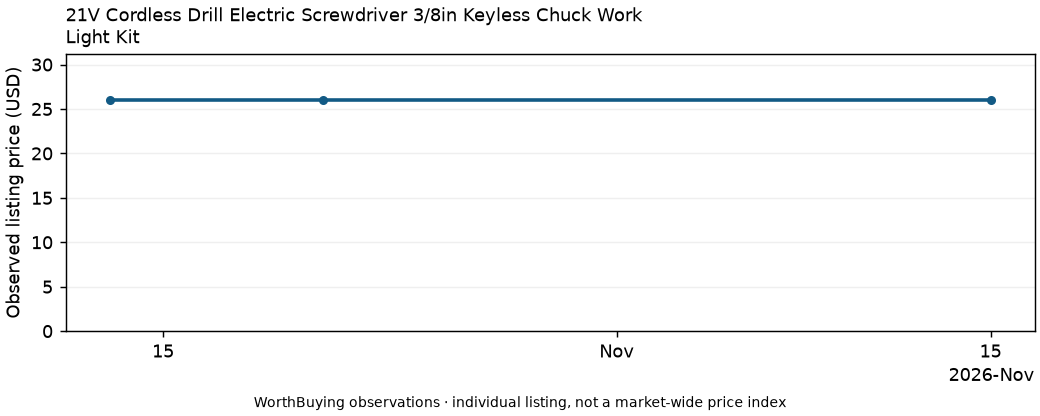 21V Cordless Drill Electric Screwdriver 3/8in Keyless Chuck Work
Light Kit
Observed listing price (USD)
30
25
20
15
10
5
0
15
Nov
15
2026-Nov
WorthBuying observations · individual listing, not a market-wide price index